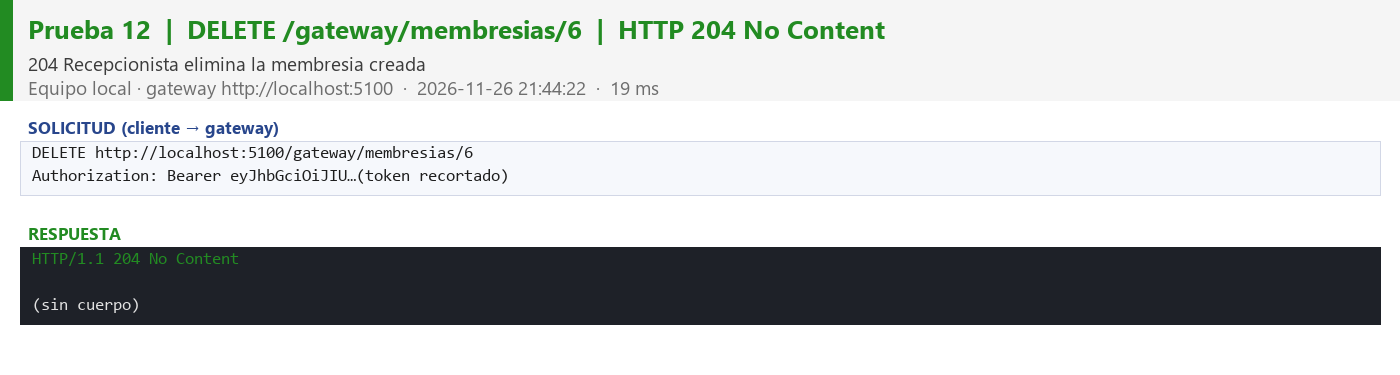 Prueba 12 | DELETE /gateway/membresias/6 | HTTP 204 No Content
204 Recepcionista elimina la membresia creada
Equipo local · gateway http://localhost:5100 · 2026-11-26 21:44:22 · 19 ms
SOLICITUD (cliente → gateway)
DELETE http://localhost:5100/gateway/membresias/6
Authorization: Bearer eyJhbGciOiJIU…(token recortado)
RESPUESTA
HTTP/1.1 204 No Content
(sin cuerpo)